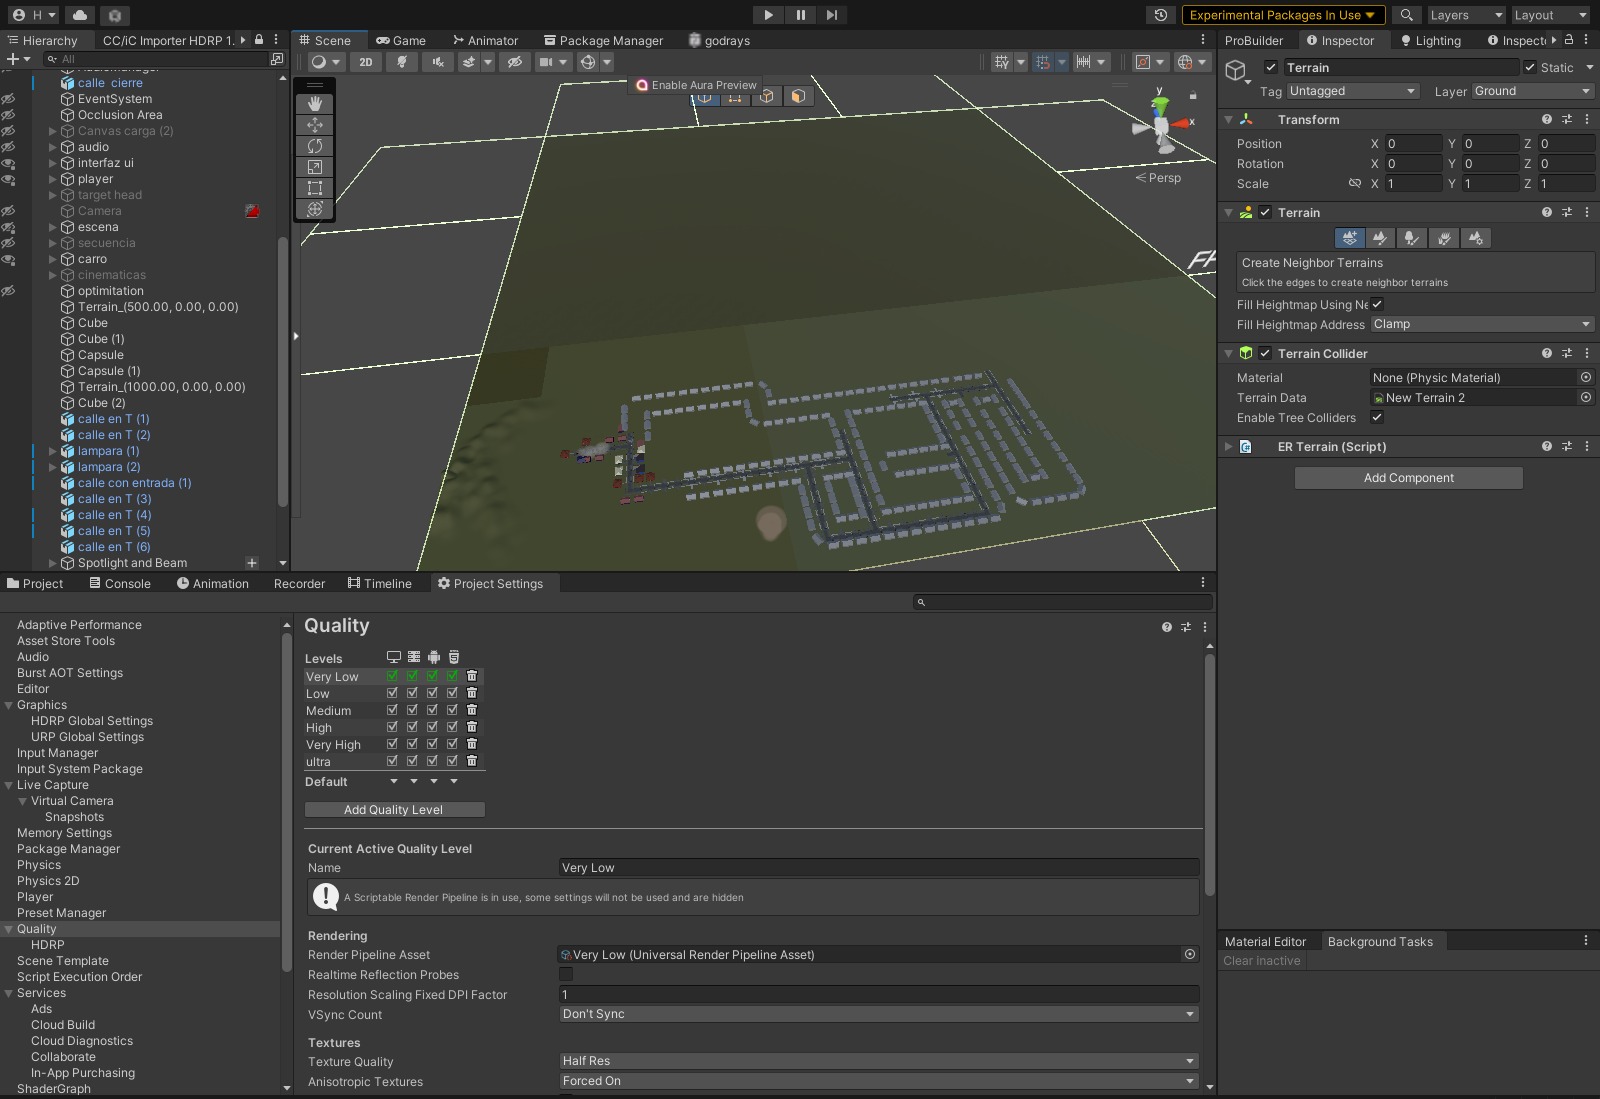 H
Experimental Packages In Use
Layers
Layout
Hierarchy
CC/iC Importer HDRP 1.
All
calle cierre
EventSystem
Occlusion Area
Canvas carga (2)
audio
interfaz ui
player
target head
Camera
escena
secuencia
carro
cinematicas
optimitation
Terrain_(500.00, 0.00, 0.00)
Cube
Cube (1)
Capsule
Capsule (1)
Terrain_(1000.00, 0.00, 0.00)
Cube (2)
calle en T (1)
calle en T (2)
lampara (1)
lampara (2)
calle con entrada (1)
calle en T (3)
calle en T (4)
calle en T (5)
calle en T (6)
Spotlight and Beam
Scene
Game
Animator
Package Manager
godrays
2D
Enable Aura Preview
y
z
x
Persp
ProBuilder
Inspector
Lighting
Inspect
Terrain
Static
Tag Untagged
Layer Ground
Transform
Position X 0 Y 0 Z 0
Rotation X 0 Y 0 Z 0
Scale X 1 Y 1 Z 1
Terrain
Create Neighbor Terrains
Click the edges to create neighbor terrains
Fill Heightmap Using Ne
Fill Heightmap Address Clamp
Terrain Collider
Material None (Physic Material)
Terrain Data New Terrain 2
Enable Tree Colliders
ER Terrain (Script)
Add Component
Project
Console
Animation
Recorder
Timeline
Project Settings
Adaptive Performance
Asset Store Tools
Audio
Burst AOT Settings
Editor
Graphics
HDRP Global Settings
URP Global Settings
Input Manager
Input System Package
Live Capture
Virtual Camera
Snapshots
Memory Settings
Package Manager
Physics
Physics 2D
Player
Preset Manager
Quality
HDRP
Scene Template
Script Execution Order
Services
Ads
Cloud Build
Cloud Diagnostics
Collaborate
In-App Purchasing
ShaderGraph
Quality
Levels
Very Low
Low
Medium
High
Very High
ultra
Default
Add Quality Level
Current Active Quality Level
Name Very Low
A Scriptable Render Pipeline is in use, some settings will not be used and are hidden
Rendering
Render Pipeline Asset Very Low (Universal Render Pipeline Asset)
Realtime Reflection Probes
Resolution Scaling Fixed DPI Factor 1
VSync Count Don't Sync
Textures
Texture Quality Half Res
Anisotropic Textures Forced On
Material Editor
Background Tasks
Clear inactive